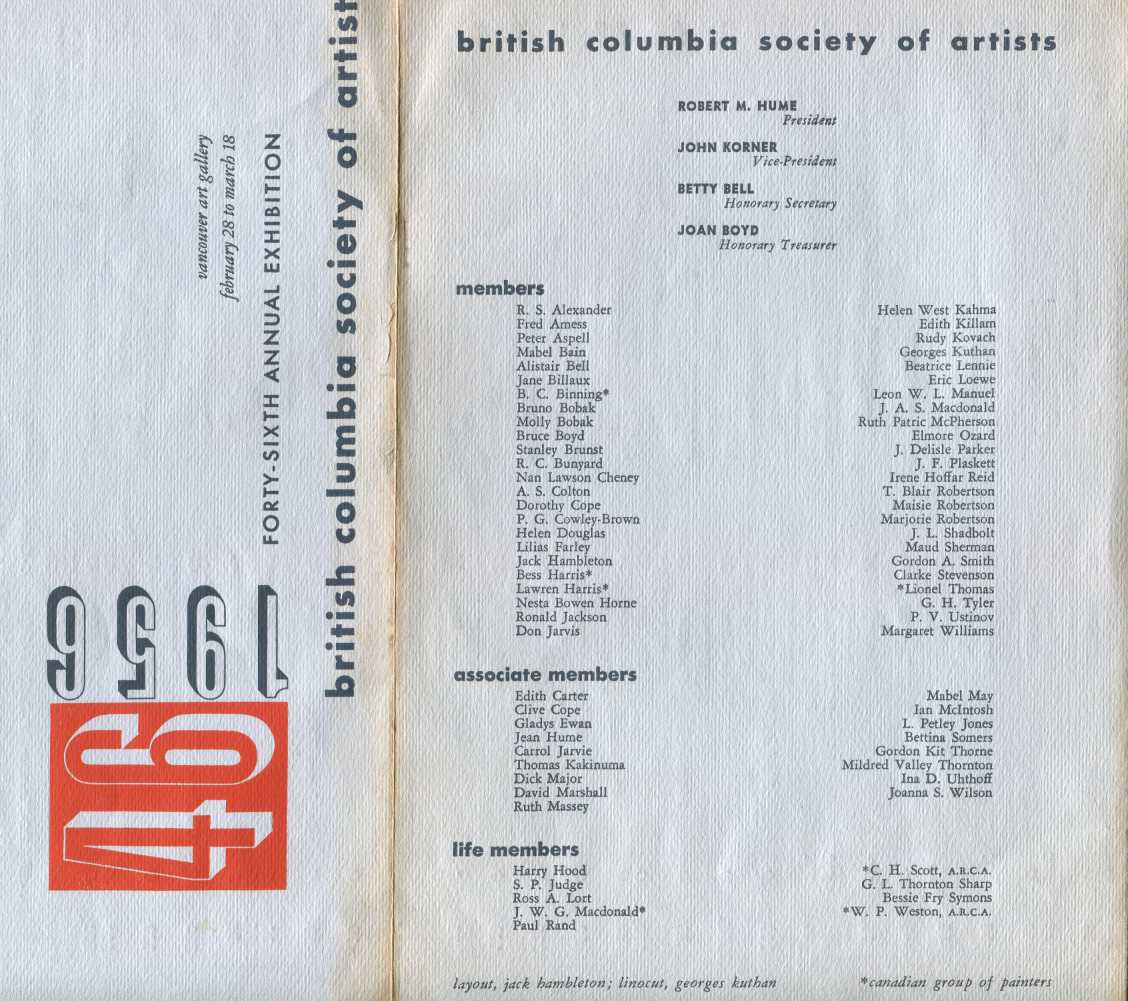 british columbia society of artist
FORTY-SIXTH ANNUAL EXHIBITION
february 28 to march 18
vancouver art gallery
1956
46
british columbia society of artists
ROBERT M. HUME
President
JOHN KORNER
Vice-President
BETTY BELL
Honorary Secretary
JOAN BOYD
Honorary Treasurer
members
R. S. Alexander
Fred Amess
Peter Aspell
Mabel Bain
Alistair Bell
Jane Billaux
B. C. Binning*
Bruno Bobak
Molly Bobak
Bruce Boyd
Stanley Brunst
R. C. Bunyard
Nan Lawson Cheney
A. S. Colton
Dorothy Cope
P. G. Cowley-Brown
Helen Douglas
Lilias Farley
Jack Hambleton
Bess Harris*
Lawren Harris*
Nesta Bowen Horne
Ronald Jackson
Don Jarvis
Helen West Kahma
Edith Killam
Rudy Kovach
Georges Kuthan
Beatrice Lennie
Eric Loewe
Leon W. L. Manuel
J. A. S. Macdonald
Ruth Patric McPherson
Elmore Ozard
J. Delisle Parker
J. F. Plaskett
Irene Hoffar Reid
T. Blair Robertson
Maisie Robertson
Marjorie Robertson
J. L. Shadbolt
Maud Sherman
Gordon A. Smith
Clarke Stevenson
*Lionel Thomas
G. H. Tyler
P. V. Ustinov
Margaret Williams
associate members
Edith Carter
Clive Cope
Gladys Ewan
Jean Hume
Carrol Jarvie
Thomas Kakinuma
Dick Major
David Marshall
Ruth Massey
Mabel May
Ian McIntosh
L. Petley Jones
Bettina Somers
Gordon Kit Thorne
Mildred Valley Thornton
Ina D. Uhthoff
Joanna S. Wilson
life members
Harry Hood
S. P. Judge
Ross A. Lort
J. W. G. Macdonald*
Paul Rand
*C. H. Scott, A.R.C.A.
G. L. Thornton Sharp
Bessie Fry Symons
*W. P. Weston, A.R.C.A.
layout, jack hambleton; linocut, georges kuthan
*canadian group of painters